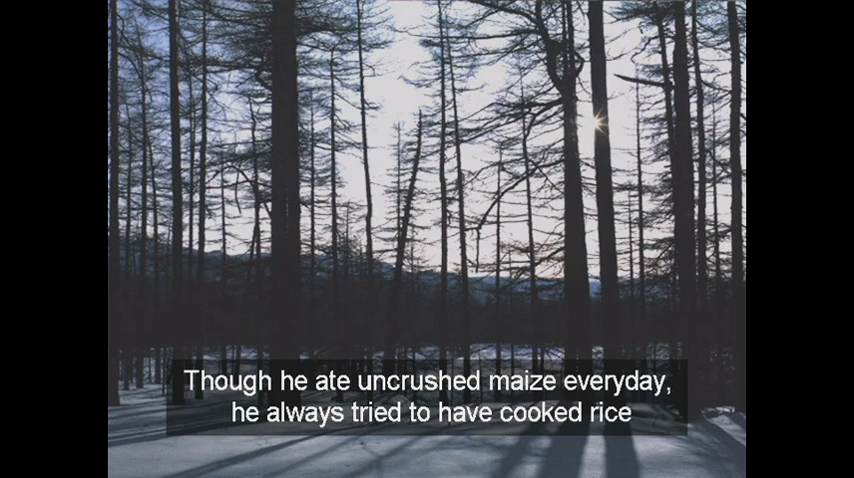 Though he ate uncrushed maize everyday,
he always tried to have cooked rice